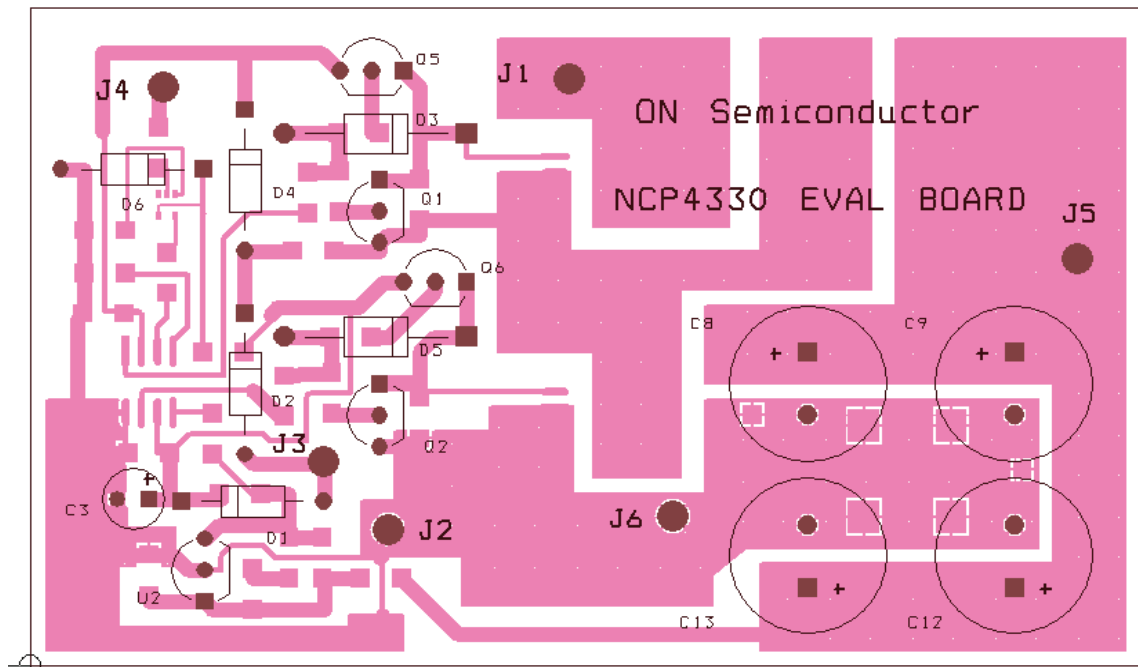 Q5
J1
J4
ON Semiconductor
D3
D6
D4
Q1
NCP4330 EVAL BOARD
J5
Q6
C8
C9
+
+
D5
D2
J3
Q2
+
C3
J6
J2
D1
U2
+
+
C13
C12